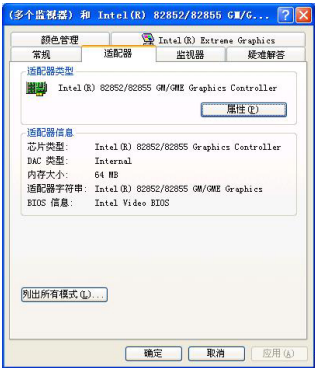 (多个监视器) 和 Intel(R) 82852/82855 GM/G...
颜色管理 Intel(R) Extreme Graphics
常规 适配器 监视器 疑难解答
适配器类型
Intel(R) 82852/82855 GM/GME Graphics Controller
属性(P)
适配器信息
芯片类型: Intel(R) 82852/82855 Graphics Controller
DAC 类型: Internal
内存大小: 64 MB
适配器字符串: Intel(R) 82852/82855 GM/GME Graphics
BIOS 信息: Intel Video BIOS
列出所有模式(L)...
确定 取消 应用(A)